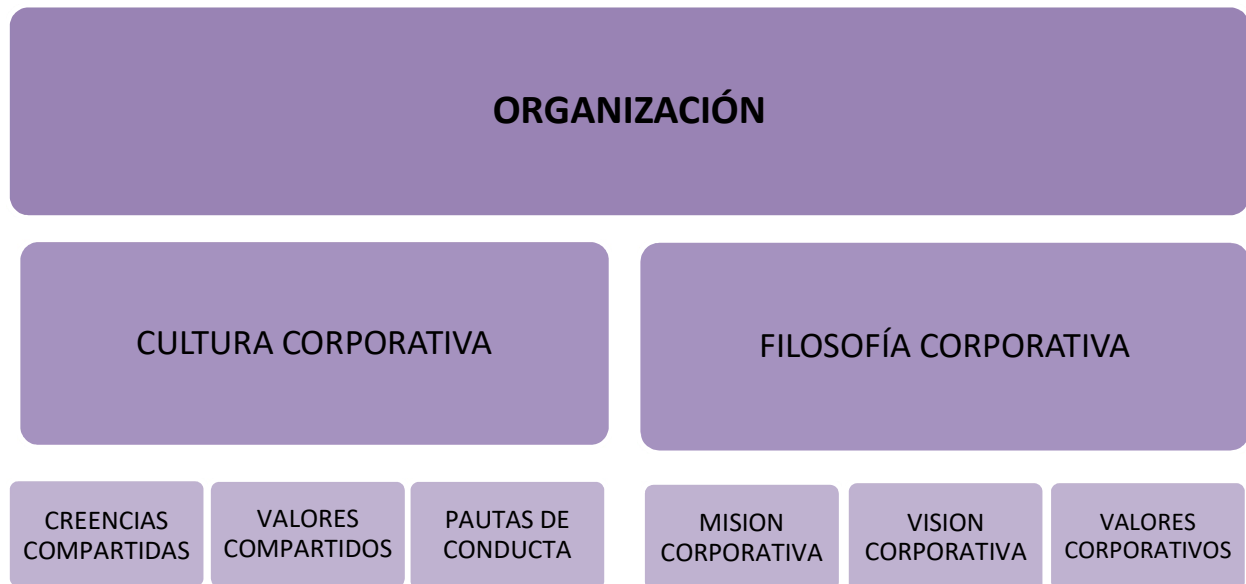 ORGANIZACIÓN
CULTURA CORPORATIVA
FILOSOFÍA CORPORATIVA
CREENCIAS
COMPARTIDAS
VALORES
COMPARTIDOS
PAUTAS DE
CONDUCTA
MISION
CORPORATIVA
VISION
CORPORATIVA
VALORES
CORPORATIVOS